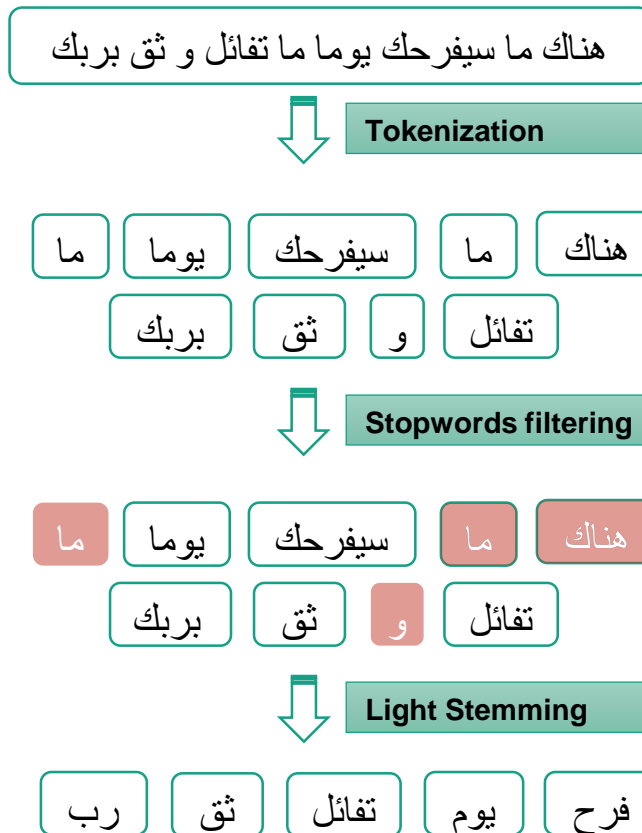 هناك ما سيفرحك يوما ما تفائل و ثق بربك
Tokenization
هناك ما سيفرحك يوما ما
تفائل و ثق بربك
Stopwords filtering
هناك ما سيفرحك يوما ما
تفائل و ثق بربك
Light Stemming
فرح يوم تفائل ثق رب